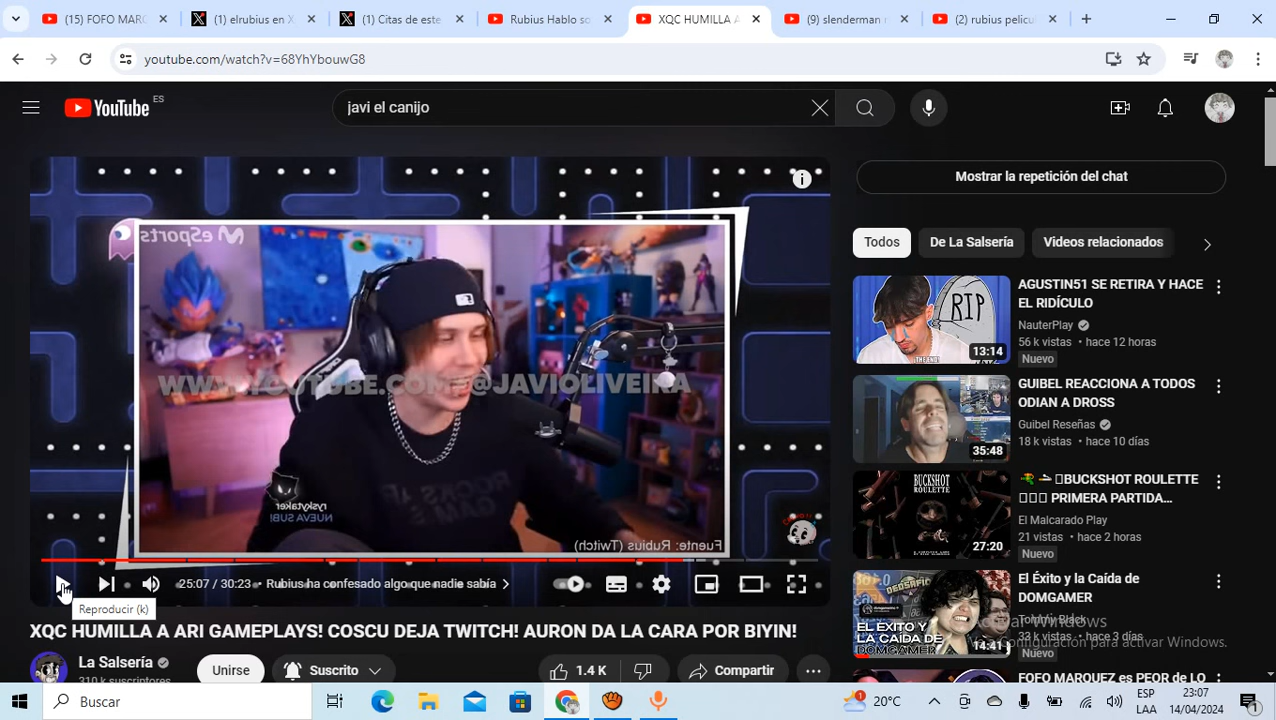 (15) FOFO MARC
(1) elrubius en X
(1) Citas de este
Rubius Hablo so
XQC HUMILLA A
(9) slenderman r
(2) rubius pelicu
youtube.com/watch?v=68YhYbouwG8
YouTube ES
javi el canijo
eSports
WWW.YOUTUBE.COM/@JAVIOLIVEIRA
ryskytaker
NUEVA SUB!
Fuente: Rubius (Twitch)
25:07 / 30:23 • Rubius ha confesado algo que nadie sabía
Reproducir (k)
XQC HUMILLA A ARI GAMEPLAYS! COSCU DEJA TWITCH! AURON DA LA CARA POR BIYIN!
La Salsería
310 k suscriptores
Unirse
Suscrito
1.4 K
Compartir
Mostrar la repetición del chat
Todos
De La Salsería
Videos relacionados
RIP
13:14
AGUSTIN51 SE RETIRA Y HACE
EL RIDÍCULO
NauterPlay
56 k vistas • hace 12 horas
Nuevo
35:48
GUIBEL REACCIONA A TODOS
ODIAN A DROSS
Guibel Reseñas
18 k vistas • hace 10 días
BUCKSHOT
ROULETTE
27:20
BUCKSHOT ROULETTE
PRIMERA PARTIDA...
El Malcarado Play
21 vistas • hace 2 horas
EL EXITO Y
LA CAÍDA DE
14:41
El Éxito y la Caída de
DOMGAMER
33 k vistas • hace 3 días
Nuevo
configuración para activar Windows.
FOFO MARQUEZ es PEOR de LO
Buscar
20°C
ESP
LAA
23:07
14/04/2024
1